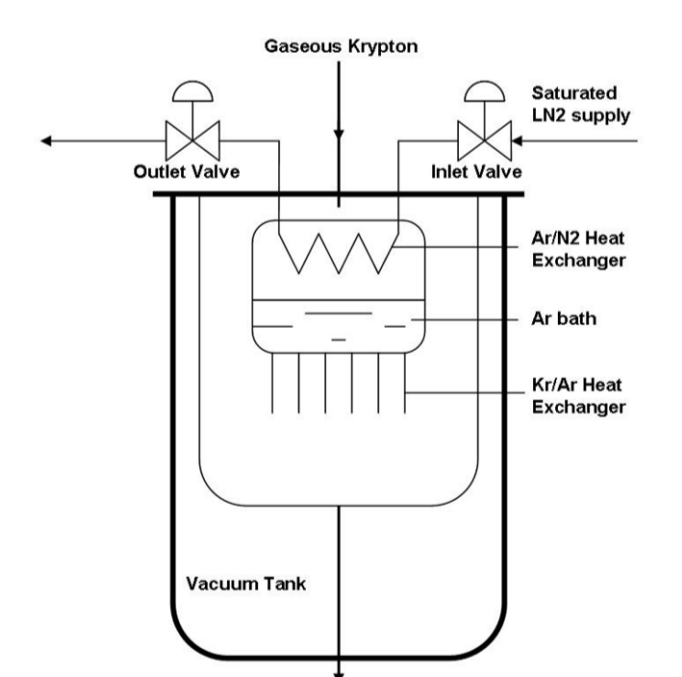 Gaseous Krypton
Saturated
LN2 supply
Outlet Valve
Inlet Valve
Ar/N2 Heat
Exchanger
Ar bath
Kr/Ar Heat
Exchanger
Vacuum Tank